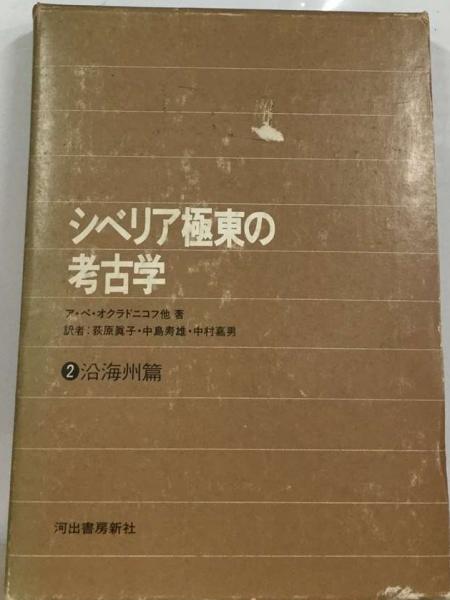 シベリア極東の
考古学
ア・ペ・オクラドニコフ他 著
訳者：荻原眞子・中島寿雄・中村嘉男
❷沿海州篇
河出書房新社